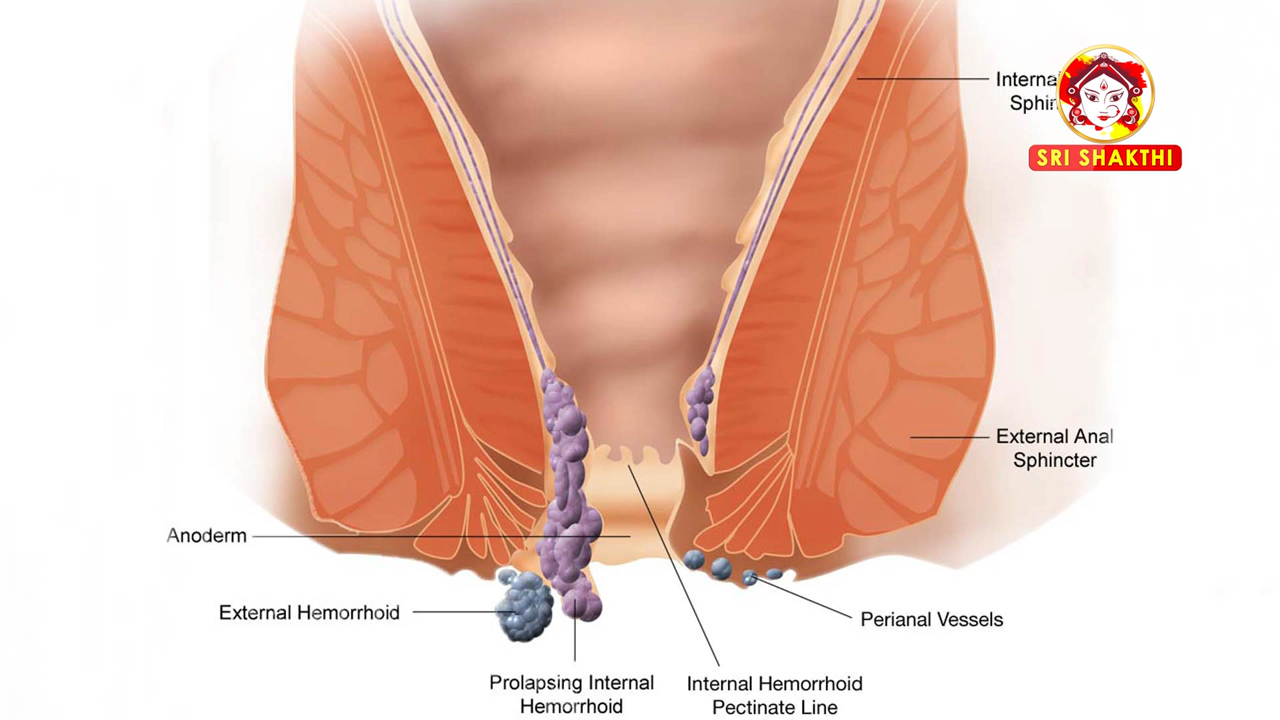 SRI SHAKTHI
External Anal
Sphincter
Anoderm
External Hemorrhoid
Perianal Vessels
Prolapsing Internal
Hemorrhoid
Internal Hemorrhoid
Pectinate Line